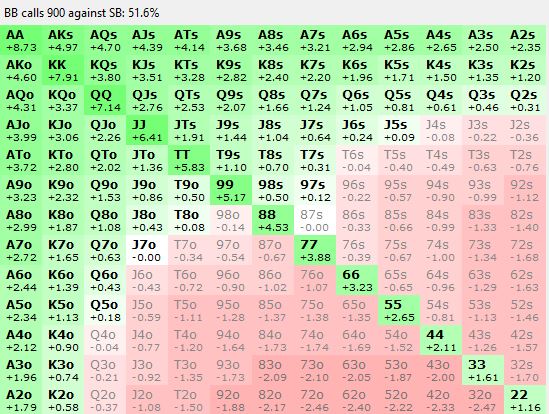 BB calls 900 against SB: 51.6%
AA AKs AQs AJs ATs A9s A8s A7s A6s A5s A4s A3s A2s
+8.73 +4.97 +4.70 +4.39 +4.14 +3.68 +3.46 +3.21 +2.94 +2.86 +2.65 +2.50 +2.35
AKo KK KQs KJs KTs K9s K8s K7s K6s K5s K4s K3s K2s
+4.60 +7.91 +3.80 +3.51 +3.28 +2.82 +2.40 +2.20 +1.96 +1.71 +1.50 +1.35 +1.20
AQo KQo QQ QJs QTs Q9s Q8s Q7s Q6s Q5s Q4s Q3s Q2s
+4.31 +3.37 +7.14 +2.76 +2.53 +2.07 +1.66 +1.24 +1.05 +0.81 +0.61 +0.46 +0.31
AJo KJo QJo JJ JTs J9s J8s J7s J6s J5s J4s J3s J2s
+3.99 +3.06 +2.26 +6.41 +1.91 +1.44 +1.04 +0.64 +0.24 +0.09 -0.08 -0.22 -0.36
ATo KTo QTo JTo TT T9s T8s T7s T6s T5s T4s T3s T2s
+3.72 +2.80 +2.02 +1.36 +5.83 +1.10 +0.70 +0.31 -0.04 -0.40 -0.49 -0.63 -0.76
A9o K9o Q9o J9o T9o 99 98s 97s 96s 95s 94s 93s 92s
+3.23 +2.32 +1.53 +0.86 +0.50 +5.17 +0.50 +0.12 -0.22 -0.57 -0.90 -0.99 -1.12
A8o K8o Q8o J8o T8o 98o 88 87s 86s 85s 84s 83s 82s
+2.99 +1.87 +1.08 +0.43 +0.08 -0.14 +4.53 -0.00 -0.33 -0.66 -0.99 -1.33 -1.40
A7o K7o Q7o J7o T7o 97o 87o 77 76s 75s 74s 73s 72s
+2.72 +1.65 +0.63 -0.00 -0.34 -0.54 -0.67 +3.88 -0.39 -0.67 -1.00 -1.34 -1.68
A6o K6o Q6o J6o T6o 96o 86o 76o 66 65s 64s 63s 62s
+2.44 +1.39 +0.43 -0.43 -0.72 -0.90 -1.02 -1.07 +3.23 -0.65 -0.96 -1.29 -1.63
A5o K5o Q5o J5o T5o 95o 85o 75o 65o 55 54s 53s 52s
+2.34 +1.13 +0.18 -0.59 -1.11 -1.28 -1.37 -1.38 -1.35 +2.65 -0.81 -1.13 -1.46
A4o K4o Q4o J4o T4o 94o 84o 74o 64o 54o 44 43s 42s
+2.12 +0.90 -0.04 -0.77 -1.20 -1.64 -1.73 -1.74 -1.69 -1.52 +2.11 -1.26 -1.57
A3o K3o Q3o J3o T3o 93o 83o 73o 63o 53o 43o 33 32s
+1.96 +0.74 -0.21 -0.92 -1.35 -1.73 -2.09 -2.10 -2.05 -1.87 -2.00 +1.61 -1.70
A2o K2o Q2o J2o T2o 92o 82o 72o 62o 52o 42o 32o 22
+1.79 +0.58 -0.37 -1.08 -1.50 -1.88 -2.17 -2.46 -2.40 -2.22 -2.33 -2.47 +1.16